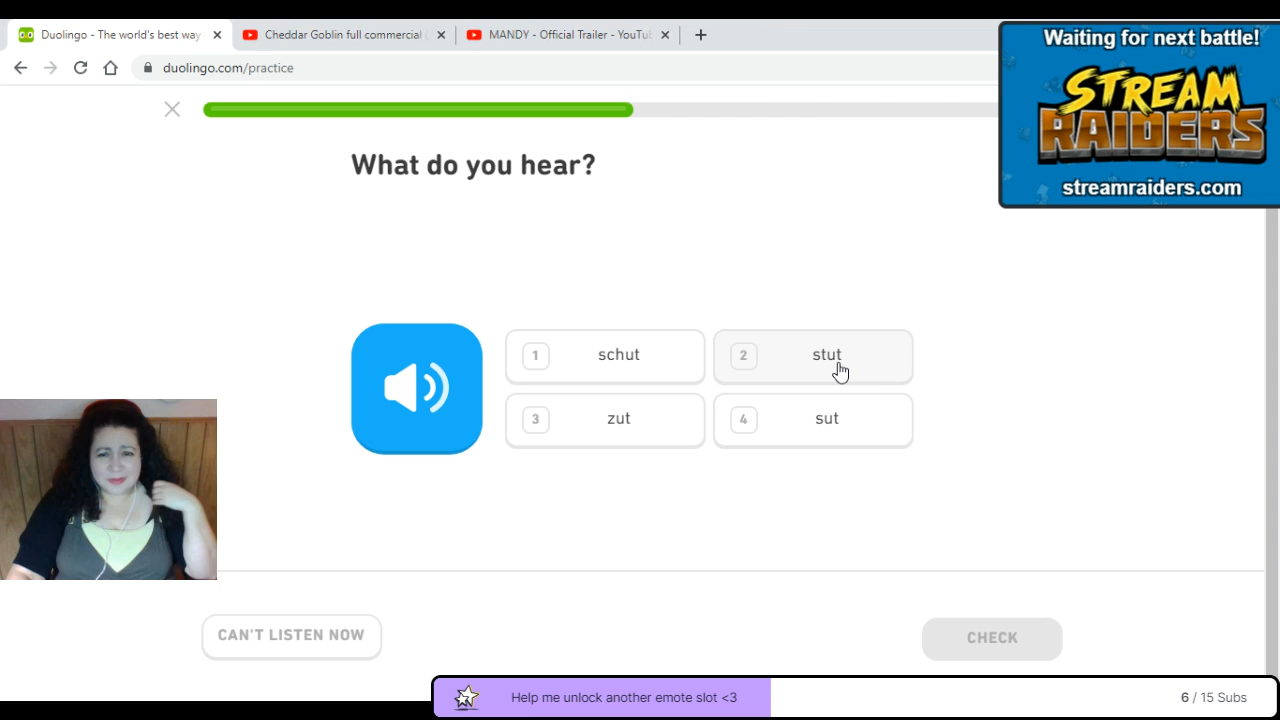 Duolingo - The world's best way
Cheddar Goblin full commercial
MANDY - Official Trailer - YouTu
duolingo.com/practice
Waiting for next battle!
STREAM
RAIDERS
streamraiders.com
What do you hear?
1 schut
2 stut
3 zut
4 sut
CAN'T LISTEN NOW
CHECK
Help me unlock another emote slot <3
6 / 15 Subs